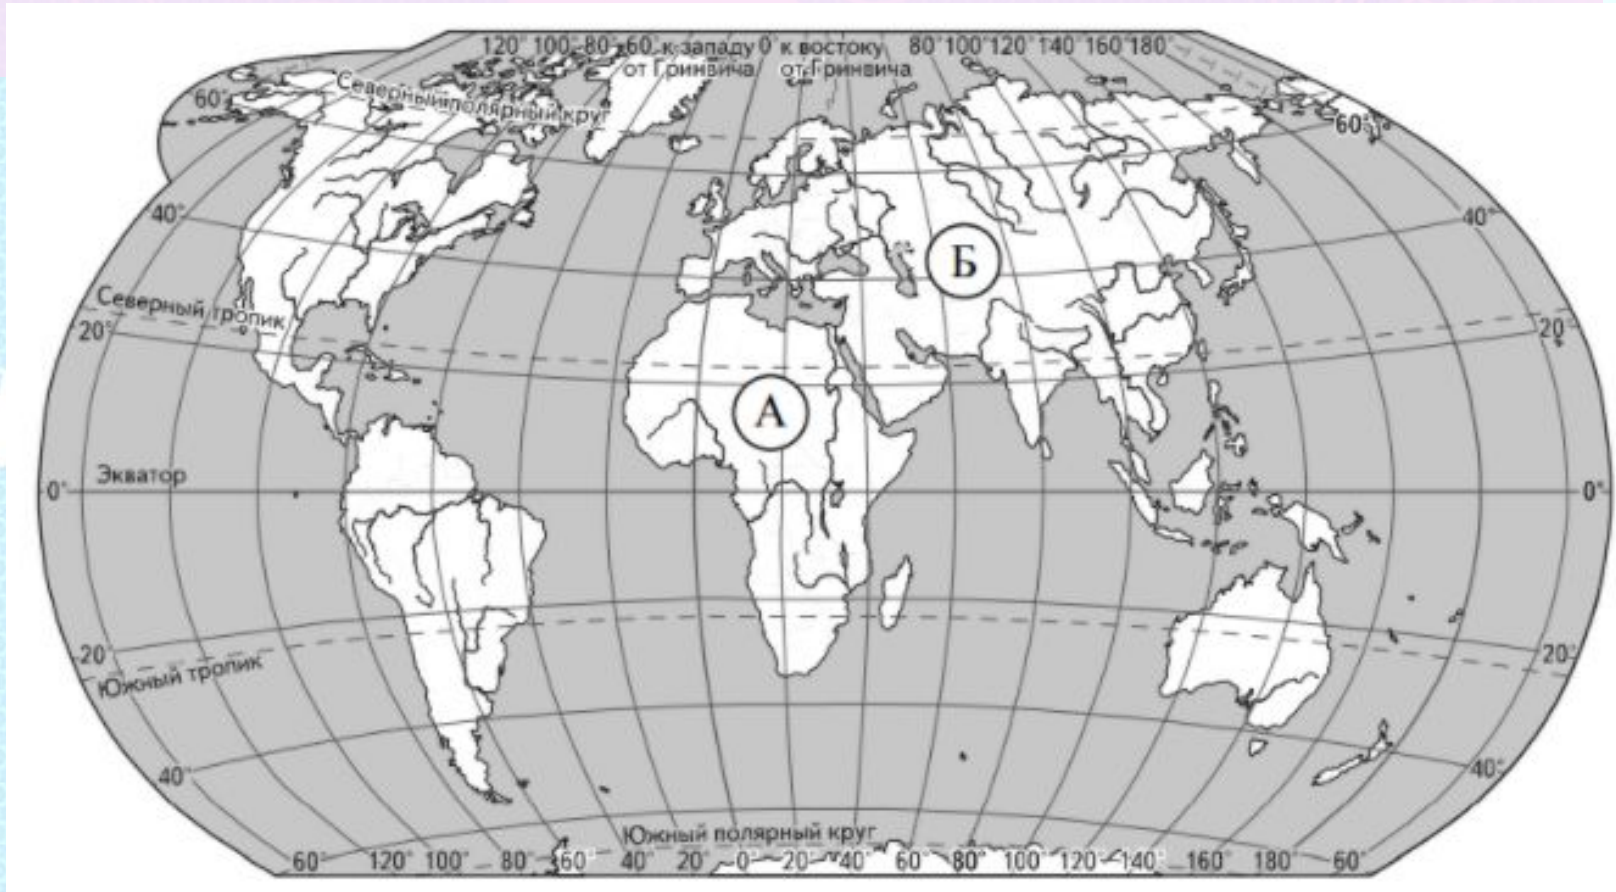 120° 100° 80° 60° к западу 0° к востоку 80° 100° 120° 140° 160° 180°
от Гринвича от Гринвича
Северный полярный круг
60°
60°
40°
40°
Б
Северный тропик
20°
20°
А
Экватор
0°
0°
20°
20°
Южный тропик
40°
40°
Южный полярный круг
60° 120° 100° 80° 60° 40° 20° 0° 20° 40° 60° 80° 100° 120° 140° 160° 180 60°